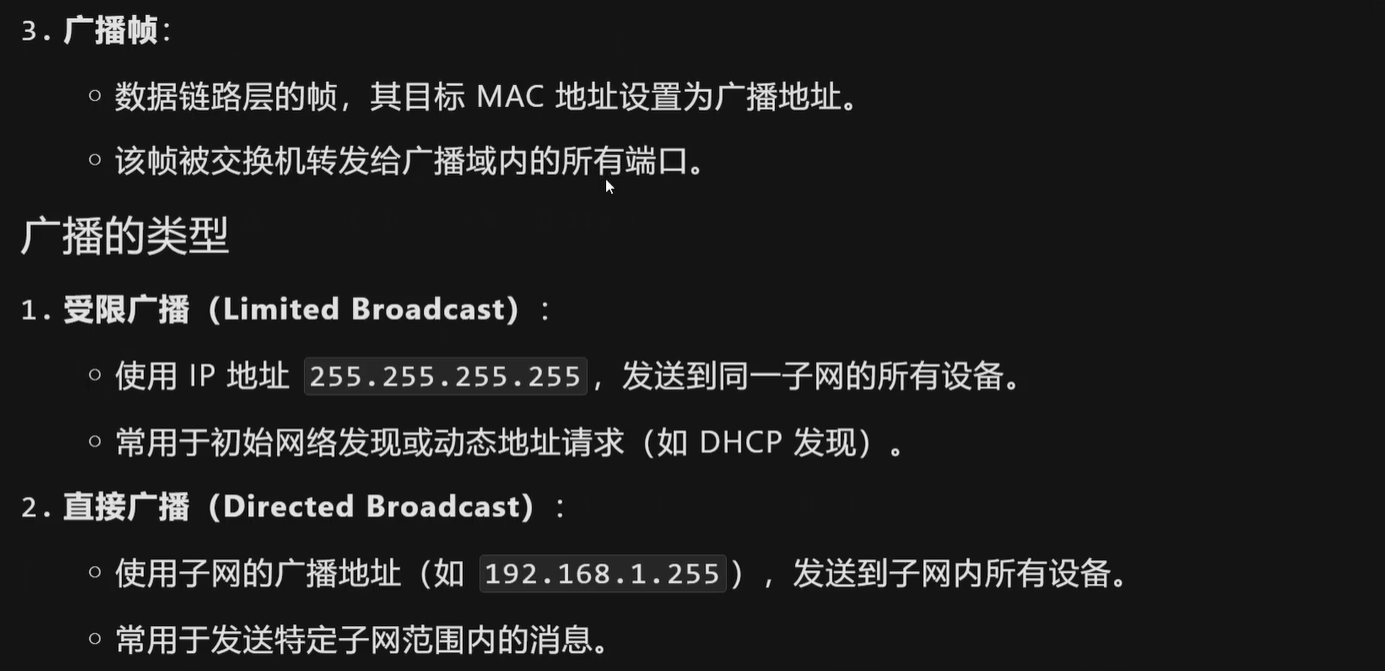 3. 广播帧：
○ 数据链路层的帧，其目标 MAC 地址设置为广播地址。
○ 该帧被交换机转发给广播域内的所有端口。
广播的类型
1. 受限广播（Limited Broadcast）：
○ 使用 IP 地址 255.255.255.255，发送到同一子网的所有设备。
○ 常用于初始网络发现或动态地址请求（如 DHCP 发现）。
2. 直接广播（Directed Broadcast）：
○ 使用子网的广播地址（如 192.168.1.255），发送到子网内所有设备。
○ 常用于发送特定子网范围内的消息。